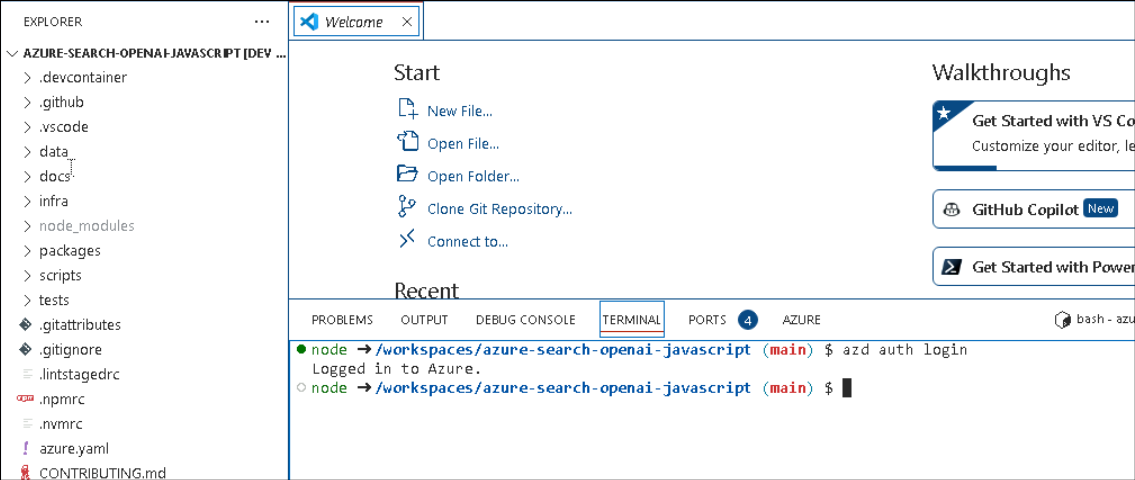 EXPLORER
AZURE-SEARCH-OPENAI-JAVASCRIPT [DEV ...
.devcontainer
.github
.vscode
data
docs
infra
node_modules
packages
scripts
tests
.gitattributes
.gitignore
.lintstagedrc
.npmrc
.nvmrc
azure.yaml
CONTRIBUTING.md
Welcome
Start
New File...
Open File...
Open Folder...
Clone Git Repository...
Connect to...
Recent
Walkthroughs
Get Started with VS Co
Customize your editor, le
GitHub Copilot New
Get Started with Power
PROBLEMS OUTPUT DEBUG CONSOLE TERMINAL PORTS 4 AZURE
bash - azu
node ➜ /workspaces/azure-search-openai-javascript (main) $ azd auth login
Logged in to Azure.
node ➜ /workspaces/azure-search-openai-javascript (main) $